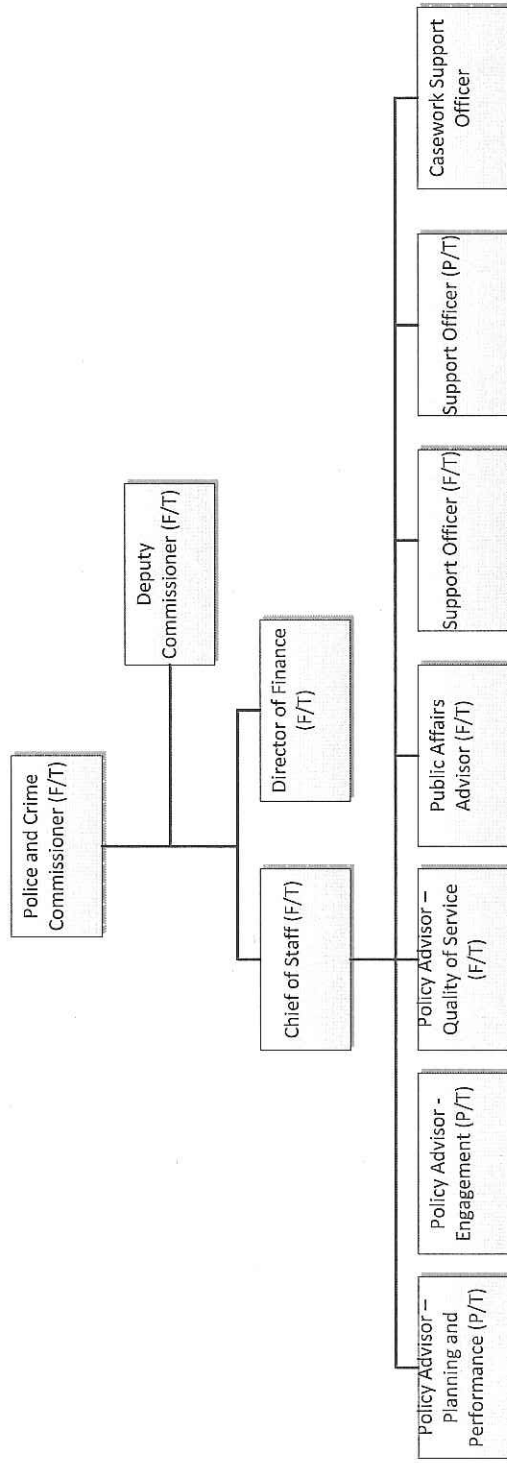 Police and Crime
Commissioner (F/T)
Deputy
Commissioner (F/T)
Chief of Staff (F/T)
Director of Finance
(F/T)
Policy Advisor –
Planning and
Performance (P/T)
Policy Advisor -
Engagement (P/T)
Policy Advisor –
Quality of Service
(F/T)
Public Affairs
Advisor (F/T)
Support Officer (F/T)
Support Officer (P/T)
Casework Support
Officer